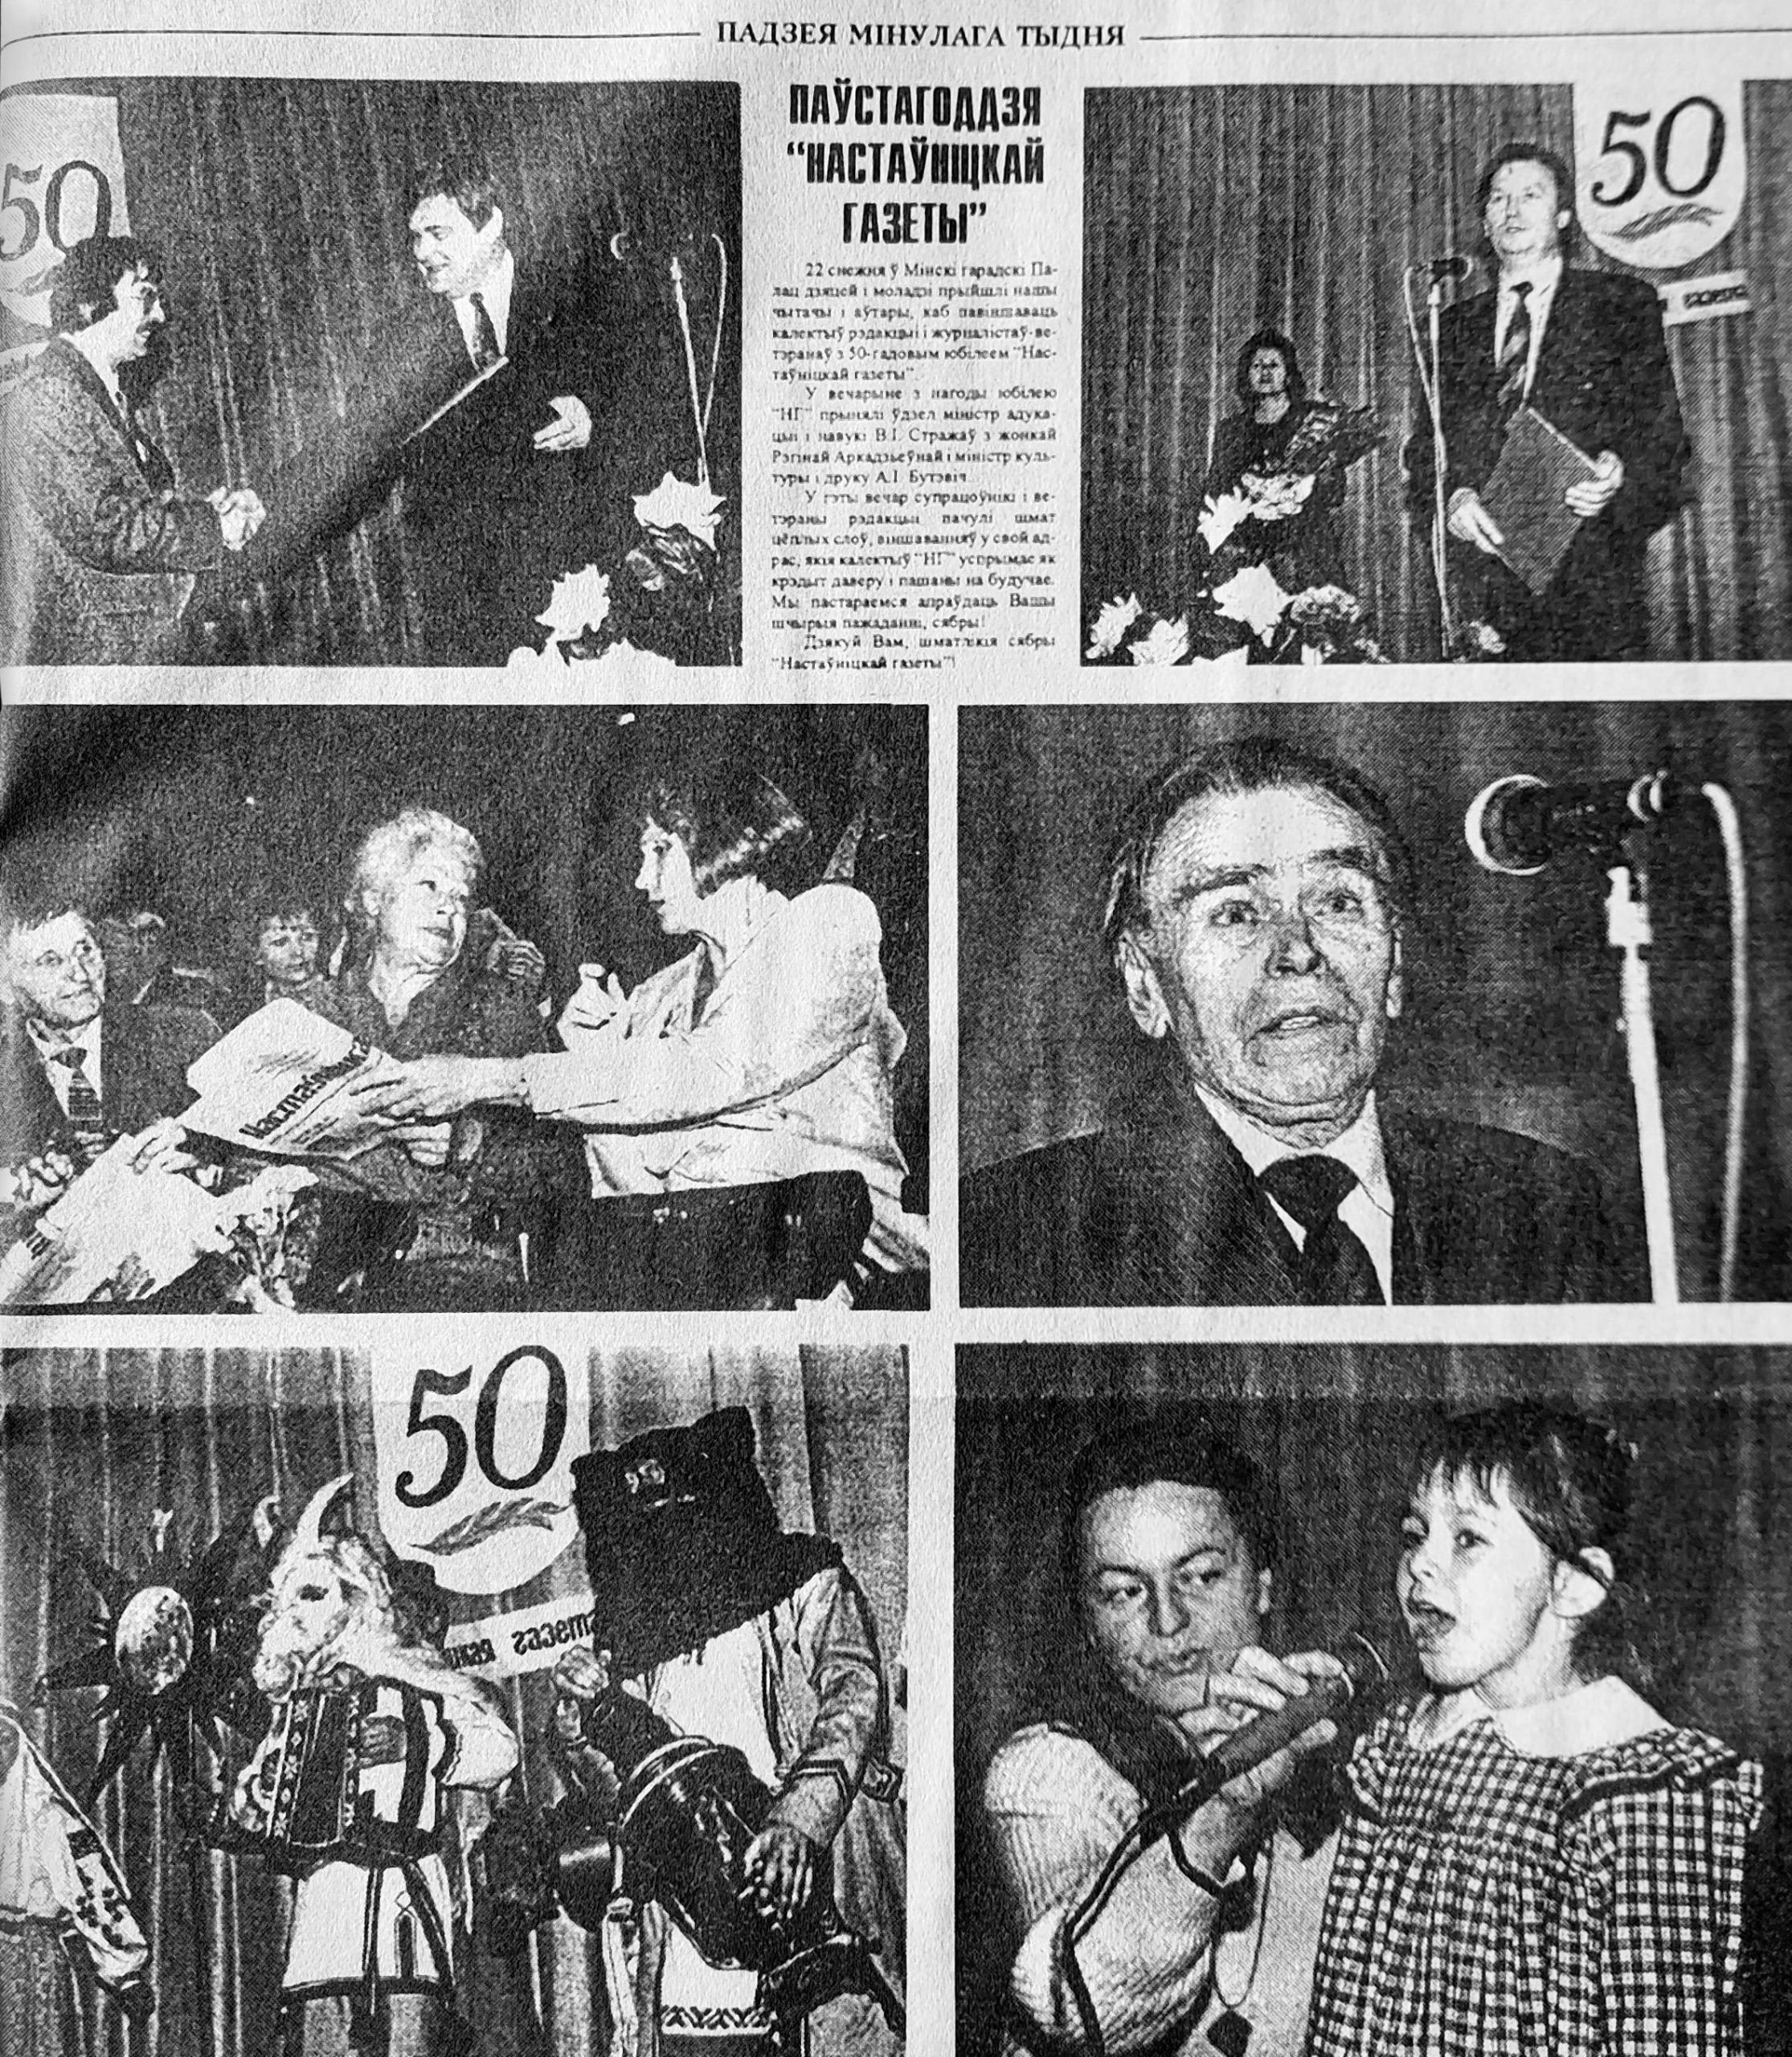 ПАДЗЕЯ МІНУЛАГА ТЫДНЯ
50
ПАЎСТАГОДДЗЯ
“НАСТАЎНІЦКАЙ
ГАЗЕТЫ”
50
22 снежня ў Мінскі гарадскі Па-
лац дзяцей і моладзі прыйшлі нашы
чытачы і аўтары, каб павіншаваць
калектыў рэдакцыі і журналістаў-ве-
тэранаў з 50-гадовым юбілеем “Нас-
таўніцкай газеты”.
У вечарыне з нагоды юбілею
“НГ” прынялі ўдзел міністр адука-
цыі і навукі В.І. Стражаў з жонкай
Рэгінай Аркадзьеўнай і міністр куль-
туры і друку А.І. Бутэвіч.
У гэты вечар супрацоўнікі і ве-
тэраны рэдакцыі пачулі шмат
цёплых слоў, віншаванняў у свой ад-
рас, якія калектыў “НГ” успрымае як
крэдыт даверу і пашаны на будучае.
Мы пастараемся апраўдаць Вашы
шчырыя пажаданні, сябры!
Дзякуй Вам, шматлікія сябры
“Настаўніцкай газеты”!
Настаўніцкая
50